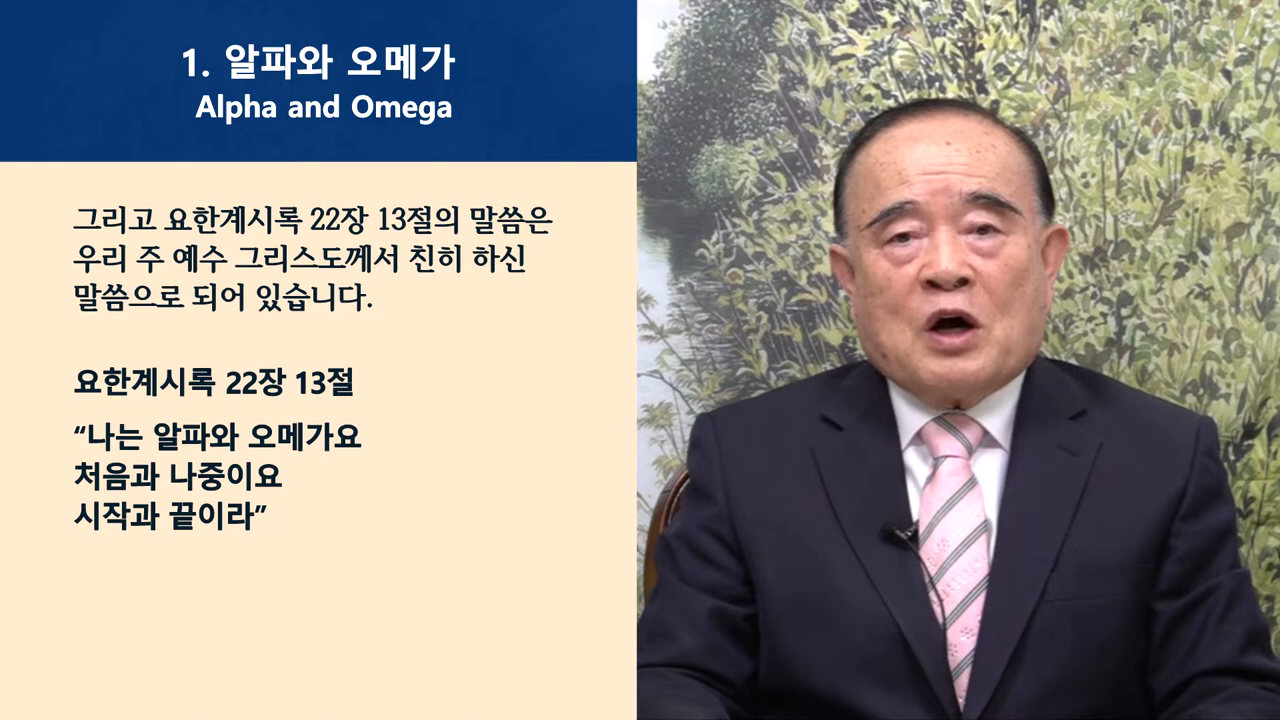 1. 알파와 오메가
Alpha and Omega
그리고 요한계시록 22장 13절의 말씀은
우리 주 예수 그리스도께서 친히 하신
말씀으로 되어 있습니다.
요한계시록 22장 13절
“나는 알파와 오메가요
처음과 나중이요
시작과 끝이라”